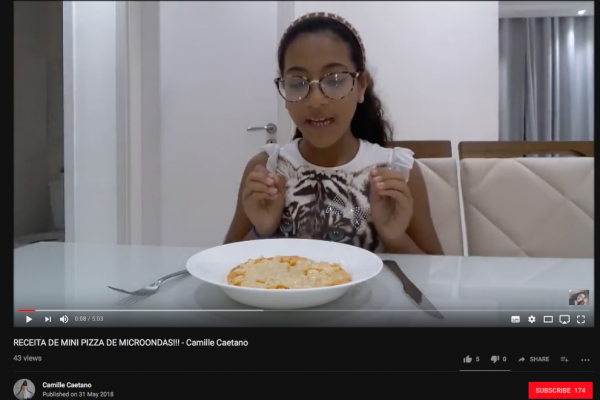 0:08 / 5:03
RECEITA DE MINI PIZZA DE MICROONDAS!!! - Camille Caetano
43 views
5
0
SHARE
Camille Caetano
Published on 31 May 2018
SUBSCRIBE 174